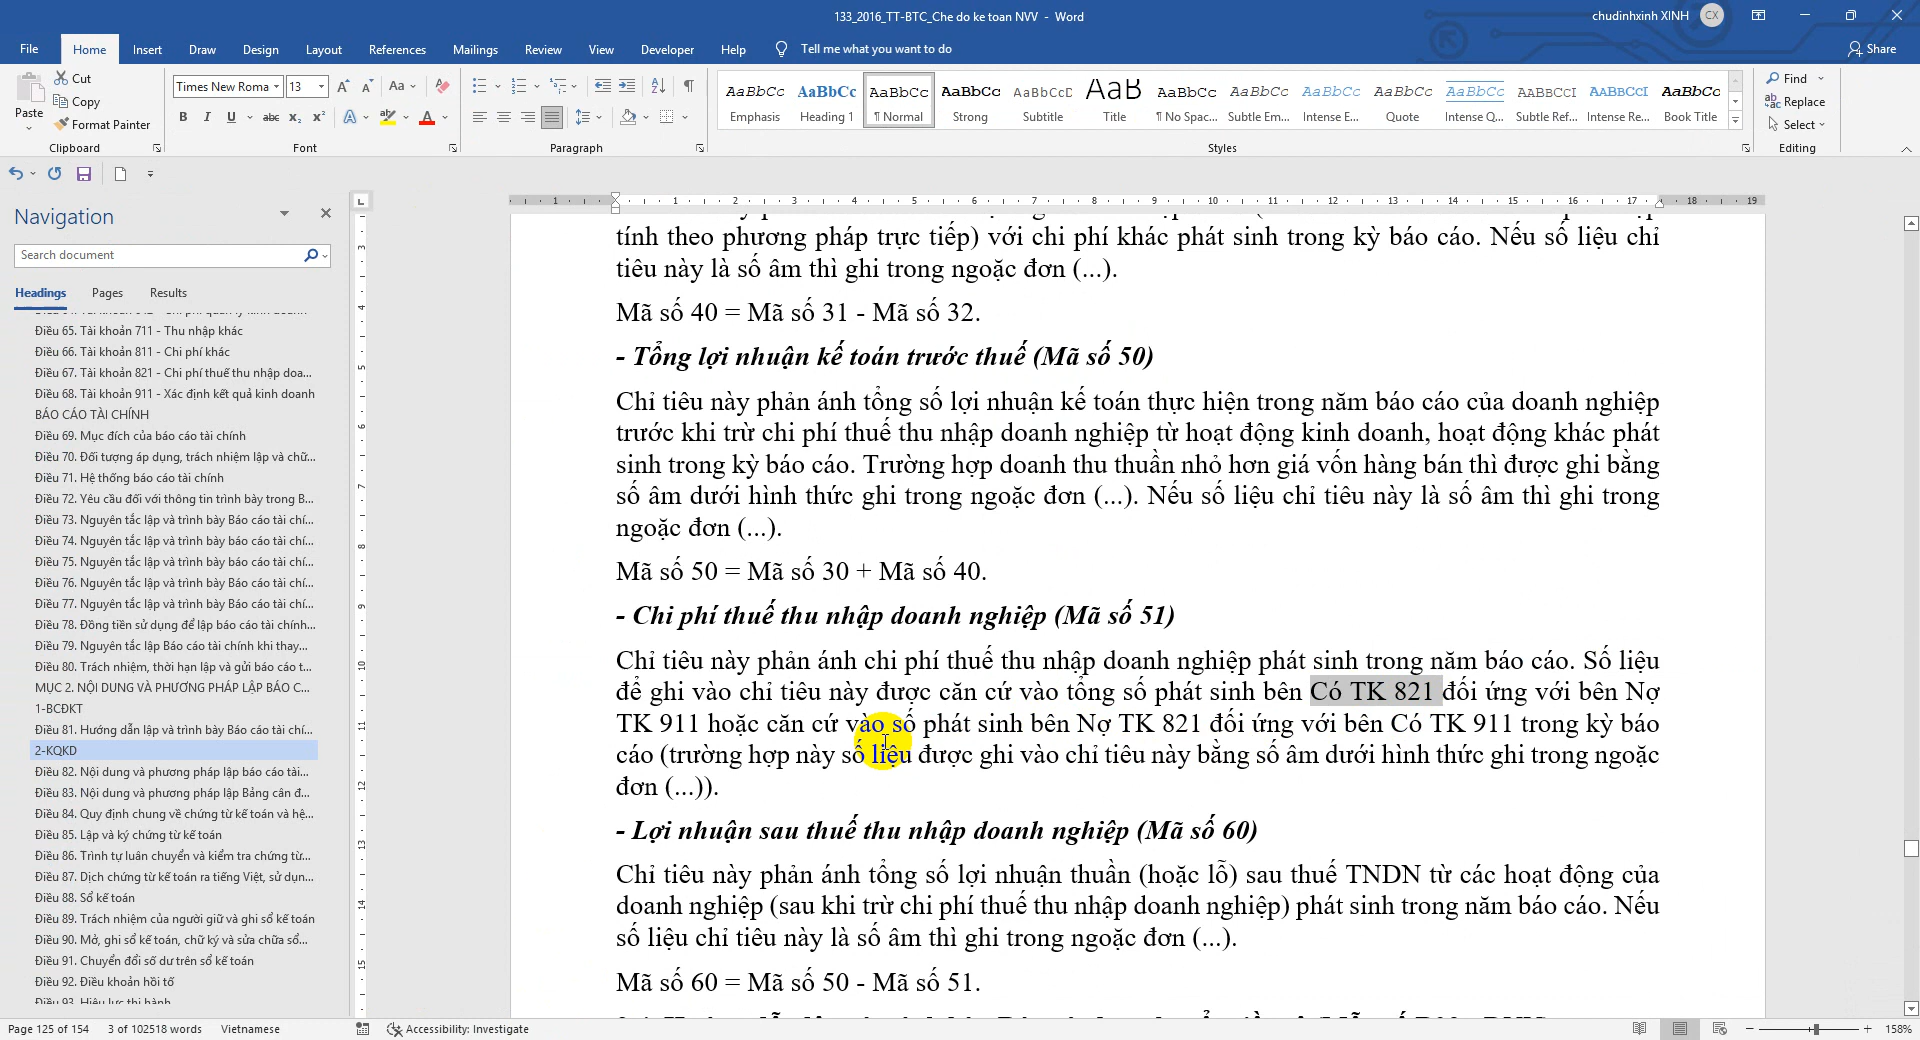 133_2016_TT-BTC_Che do ke toan NVV - Word
chudinhxinh XINH
CX
File Home Insert Draw Design Layout References Mailings Review View Developer Help Tell me what you want to do
Share
Paste
Cut
Copy
Format Painter
Clipboard
Times New Roma 13
Font
Paragraph
AaBbCc AaBbCc AaBbCc AaBbCc AaBbCcD AaB AaBbCc AaBbCc AaBbCc AaBbCc AaBbCc AABBCCI AABBCCI AaBbCc
Emphasis Heading 1 ¶ Normal Strong Subtitle Title ¶ No Spac... Subtle Em... Intense E... Quote Intense Q... Subtle Ref... Intense Re... Book Title
Styles
Find
Replace
Select
Editing
Navigation
Search document
Headings Pages Results
Điều 65. Tài khoản 711 - Thu nhập khác
Điều 66. Tài khoản 811 - Chi phí khác
Điều 67. Tài khoản 821 - Chi phí thuế thu nhập doa...
Điều 68. Tài khoản 911 - Xác định kết quả kinh doanh
BÁO CÁO TÀI CHÍNH
Điều 69. Mục đích của báo cáo tài chính
Điều 70. Đối tượng áp dụng, trách nhiệm lập và chữ...
Điều 71. Hệ thống báo cáo tài chính
Điều 72. Yêu cầu đối với thông tin trình bày trong B...
Điều 73. Nguyên tắc lập và trình bày Báo cáo tài chí...
Điều 74. Nguyên tắc lập và trình bày Báo cáo tài chí...
Điều 75. Nguyên tắc lập và trình bày Báo cáo tài chí...
Điều 76. Nguyên tắc lập và trình bày Báo cáo tài chí...
Điều 77. Nguyên tắc lập và trình bày Báo cáo tài chí...
Điều 78. Đồng tiền sử dụng để lập báo cáo tài chính...
Điều 79. Nguyên tắc lập Báo cáo tài chính khi thay...
Điều 80. Trách nhiệm, thời hạn lập và gửi báo cáo t...
MỤC 2. NỘI DUNG VÀ PHƯƠNG PHÁP LẬP BÁO C...
1-BCĐKT
Điều 81. Hướng dẫn lập và trình bày Báo cáo tài chí...
2-KQKD
Điều 82. Nội dung và phương pháp lập báo cáo tài...
Điều 83. Nội dung và phương pháp lập Bảng cân đ...
Điều 84. Quy định chung về chứng từ kế toán và hệ...
Điều 85. Lập và ký chứng từ kế toán
Điều 86. Trình tự luân chuyển và kiểm tra chứng từ...
Điều 87. Dịch chứng từ kế toán ra tiếng Việt, sử dụn...
Điều 88. Sổ kế toán
Điều 89. Trách nhiệm của người giữ và ghi sổ kế toán
Điều 90. Mở, ghi sổ kế toán, chữ ký và sửa chữa sổ...
Điều 91. Chuyển đổi số dư trên sổ kế toán
Điều 92. Điều khoản hồi tố
Điều 93. Hiệu lực thi hành
tính theo phương pháp trực tiếp) với chi phí khác phát sinh trong kỳ báo cáo. Nếu số liệu chỉ
tiêu này là số âm thì ghi trong ngoặc đơn (...).
Mã số 40 = Mã số 31 - Mã số 32.
- Tổng lợi nhuận kế toán trước thuế (Mã số 50)
Chỉ tiêu này phản ánh tổng số lợi nhuận kế toán thực hiện trong năm báo cáo của doanh nghiệp
trước khi trừ chi phí thuế thu nhập doanh nghiệp từ hoạt động kinh doanh, hoạt động khác phát
sinh trong kỳ báo cáo. Trường hợp doanh thu thuần nhỏ hơn giá vốn hàng bán thì được ghi bằng
số âm dưới hình thức ghi trong ngoặc đơn (...). Nếu số liệu chỉ tiêu này là số âm thì ghi trong
ngoặc đơn (...).
Mã số 50 = Mã số 30 + Mã số 40.
- Chi phí thuế thu nhập doanh nghiệp (Mã số 51)
Chỉ tiêu này phản ánh chi phí thuế thu nhập doanh nghiệp phát sinh trong năm báo cáo. Số liệu
để ghi vào chỉ tiêu này được căn cứ vào tổng số phát sinh bên Có TK 821 đối ứng với bên Nợ
TK 911 hoặc căn cứ vào số phát sinh bên Nợ TK 821 đối ứng với bên Có TK 911 trong kỳ báo
cáo (trường hợp này số liệu được ghi vào chỉ tiêu này bằng số âm dưới hình thức ghi trong ngoặc
đơn (...)).
- Lợi nhuận sau thuế thu nhập doanh nghiệp (Mã số 60)
Chỉ tiêu này phản ánh tổng số lợi nhuận thuần (hoặc lỗ) sau thuế TNDN từ các hoạt động của
doanh nghiệp (sau khi trừ chi phí thuế thu nhập doanh nghiệp) phát sinh trong năm báo cáo. Nếu
số liệu chỉ tiêu này là số âm thì ghi trong ngoặc đơn (...).
Mã số 60 = Mã số 50 - Mã số 51.
Page 125 of 154 3 of 102518 words Vietnamese Accessibility: Investigate
158%